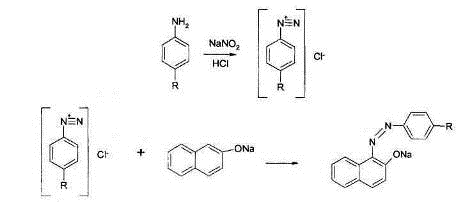 NH2
NaNO2
HCl
R
N≡N
+
R
Cl-
N≡N
+
R
Cl-
+
ONa
N
N
R
ONa